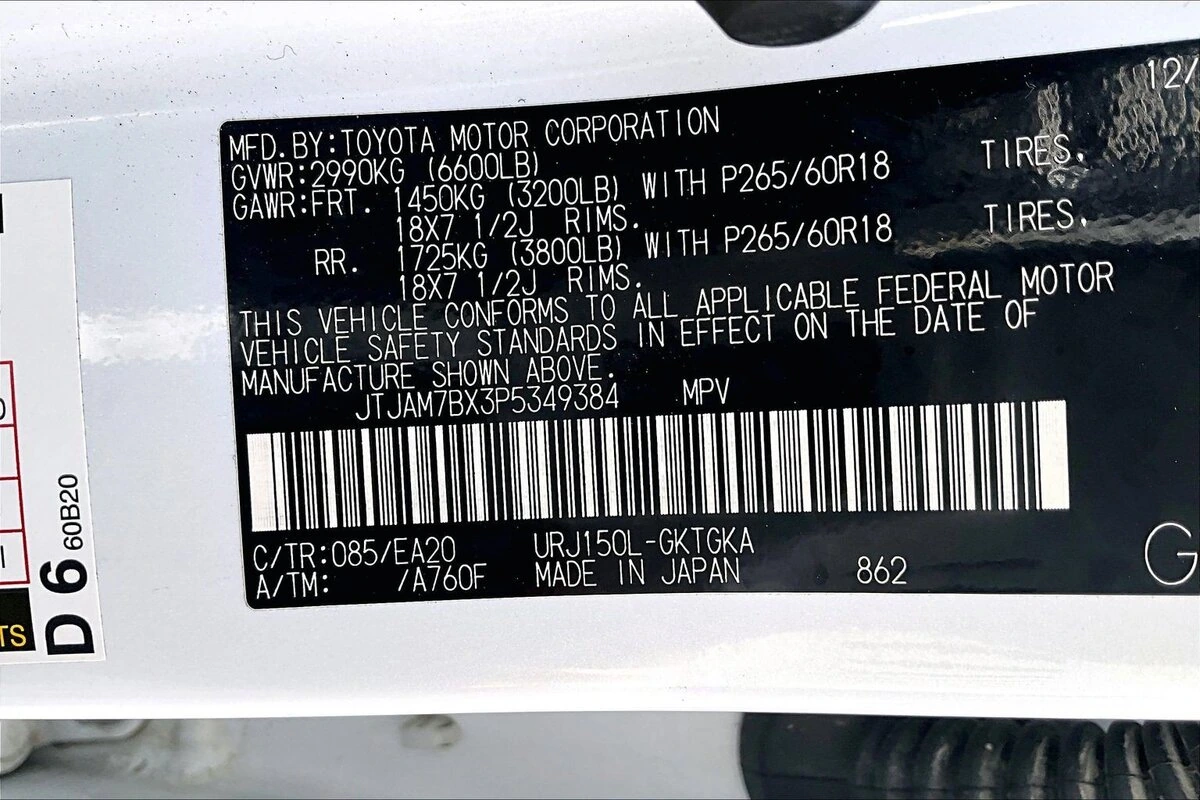 12/
MFD. BY:TOYOTA MOTOR CORPORATION
GVWR:2990KG (6600LB)
GAWR:FRT. 1450KG (3200LB) WITH P265/60R18 TIRES,
18X7 1/2J RIMS.
RR. 1725KG (3800LB) WITH P265/60R18 TIRES,
18X7 1/2J RIMS.
THIS VEHICLE CONFORMS TO ALL APPLICABLE FEDERAL MOTOR
VEHICLE SAFETY STANDARDS IN EFFECT ON THE DATE OF
MANUFACTURE SHOWN ABOVE.
JTJAM7BX3P5349384 MPV
C/TR:085/EA20 URJ150L-GKTGKA
A/TM: /A760F MADE IN JAPAN 862
G
D 6 60B20
TS